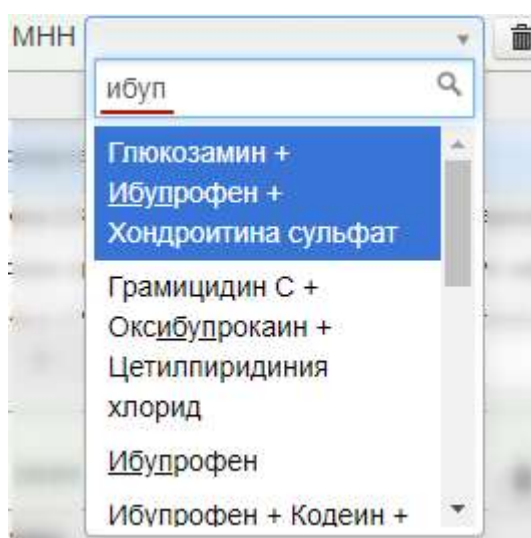 МНН
ибуп
Глюкозамин +
Ибупрофен +
Хондроитина сульфат
Грамицидин С +
Оксибупрокаин +
Цетилпиридиния
хлорид
Ибупрофен
Ибупрофен + Кодеин +